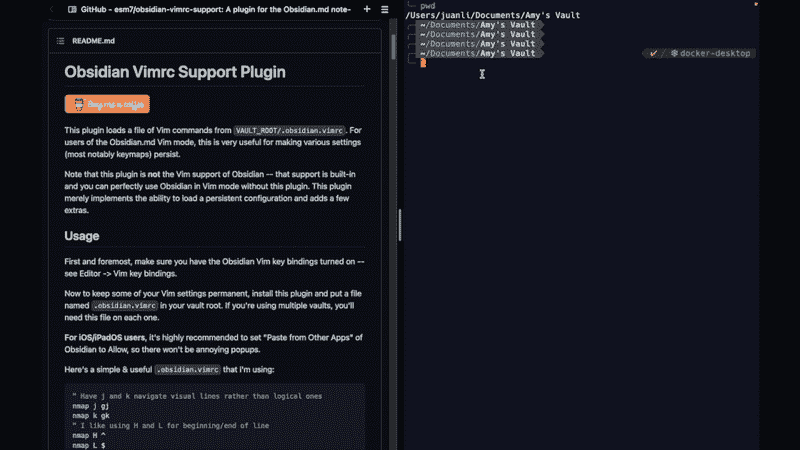 GitHub - esm7/obsidian-vimrc-support: A plugin for the Obsidian.md note-
README.md
Obsidian Vimrc Support Plugin
Buy me a coffee
This plugin loads a file of Vim commands from VAULT_ROOT/.obsidian.vimrc. For
users of the Obsidian.md Vim mode, this is very useful for making various settings
(most notably keymaps) persist.
Note that this plugin is not the Vim support of Obsidian -- that support is built-in
and you can perfectly use Obsidian in Vim mode without this plugin. This plugin
merely implements the ability to load a persistent configuration and adds a few
extras.
Usage
First and foremost, make sure you have the Obsidian Vim key bindings turned on --
see Editor -> Vim key bindings.
Now to keep some of your Vim settings permanent, install this plugin and put a file
named .obsidian.vimrc in your vault root. If you're using multiple vaults, you'll
need this file on each one.
For iOS/iPadOS users, it's highly recommended to set "Paste from Other Apps" of
Obsidian to Allow, so there won't be annoying popups.
Here's a simple & useful .obsidian.vimrc that I'm using:
" Have j and k navigate visual lines rather than logical ones
nmap j gj
nmap k gk
" I like using H and L for beginning/end of line
nmap H ^
nmap L $
pwd
/Users/juanli/Documents/Amy's Vault
~/Documents/Amy's Vault
~/Documents/Amy's Vault
~/Documents/Amy's Vault
~/Documents/Amy's Vault
✔ / ⎈ docker-desktop